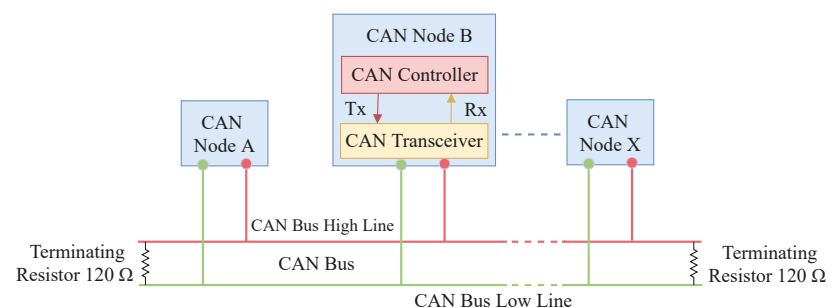 CAN Node B
CAN Controller
Tx
Rx
CAN Transceiver
CAN
Node A
CAN
Node X
CAN Bus High Line
Terminating
Resistor 120 Ω
CAN Bus
Terminating
Resistor 120 Ω
CAN Bus Low Line